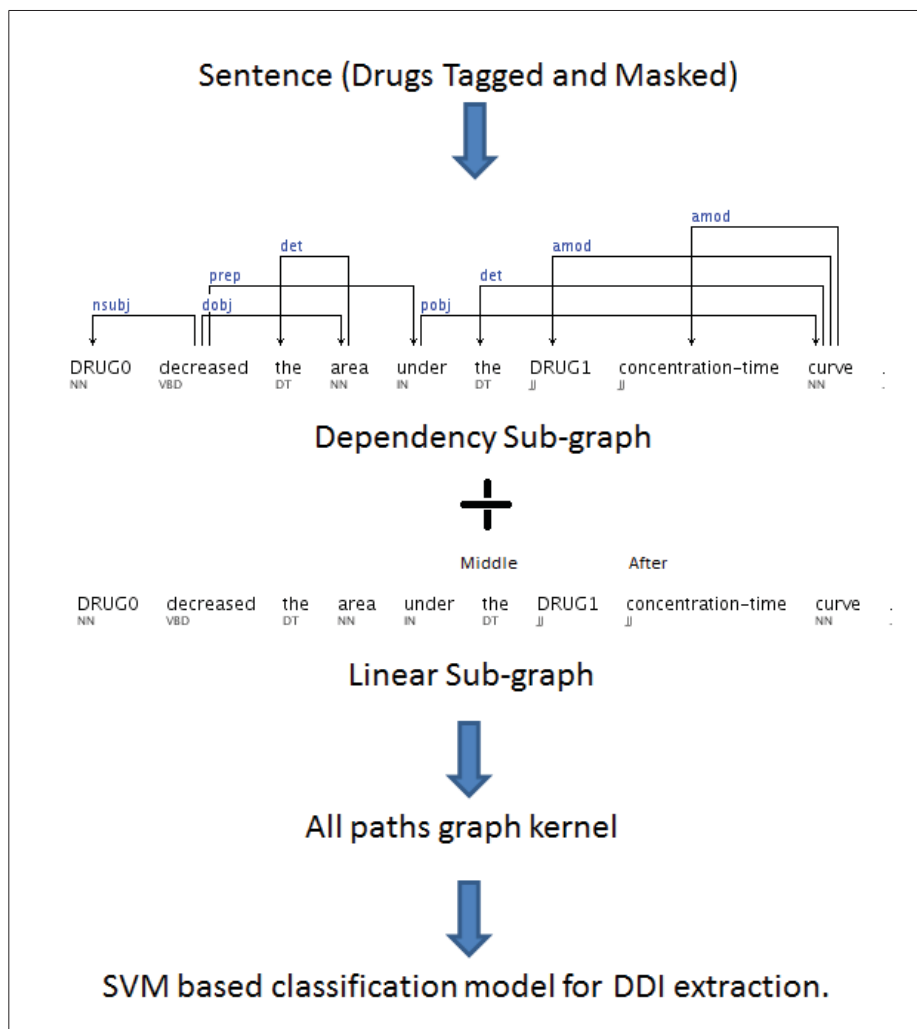 Sentence (Drugs Tagged and Masked)
amod
det amod
prep det
nsubj dobj pobj
DRUG0 decreased the area under the DRUG1 concentration-time curve .
NN VBD DT NN IN DT JJ JJ NN .
Dependency Sub-graph
+
Middle After
DRUG0 decreased the area under the DRUG1 concentration-time curve .
NN VBD DT NN IN DT JJ JJ NN .
Linear Sub-graph
All paths graph kernel
SVM based classification model for DDI extraction.